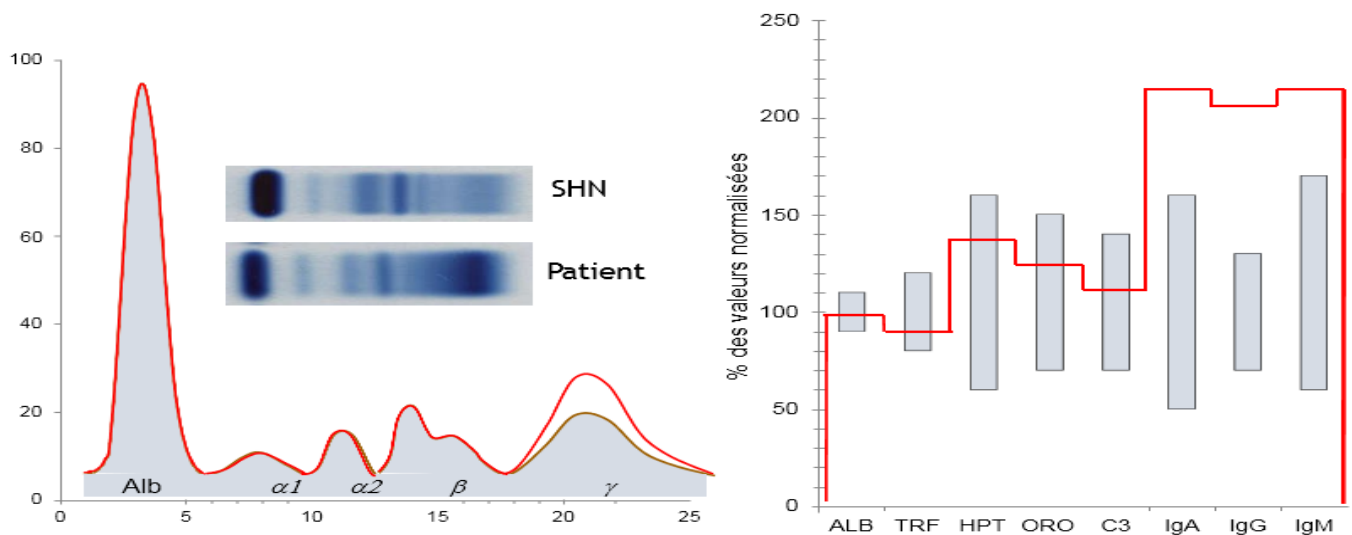 100
80
60
40
20
0
SHN
Patient
Alb
α1
α2
β
γ
0
5
10
15
20
25
% des valeurs normalisées
250
200
150
100
50
0
ALB
TRF
HPT
ORO
C3
IgA
IgG
IgM